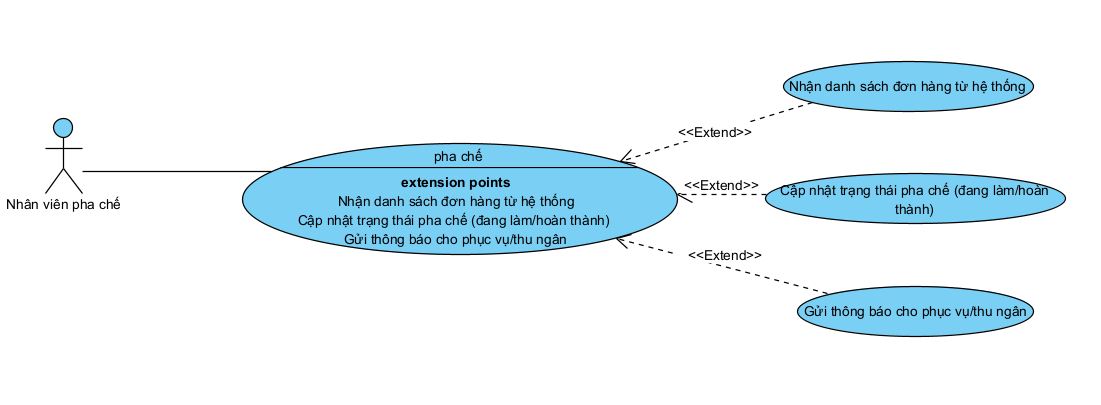 Nhận danh sách đơn hàng từ hệ thống
<<Extend>>
pha chế
extension points
Nhận danh sách đơn hàng từ hệ thống
Cập nhật trạng thái pha chế (đang làm/hoàn thành)
Gửi thông báo cho phục vụ/thu ngân
Nhân viên pha chế
<<Extend>>
Cập nhật trạng thái pha chế (đang làm/hoàn
thành)
<<Extend>>
Gửi thông báo cho phục vụ/thu ngân